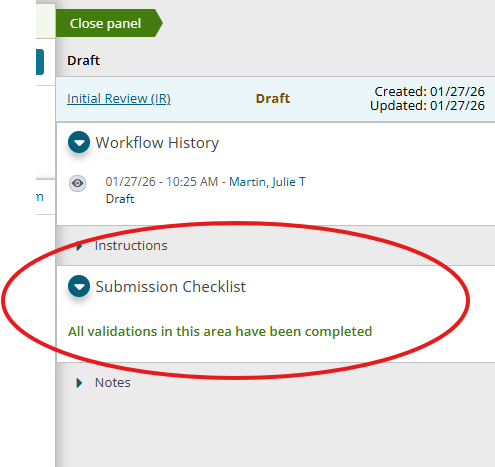 Close panel
Draft
Initial Review (IR) Draft Created: 01/27/26
Updated: 01/27/26
Workflow History
01/27/26 - 10:25 AM - Martin, Julie T
Draft
m
Instructions
Submission Checklist
All validations in this area have been completed
Notes